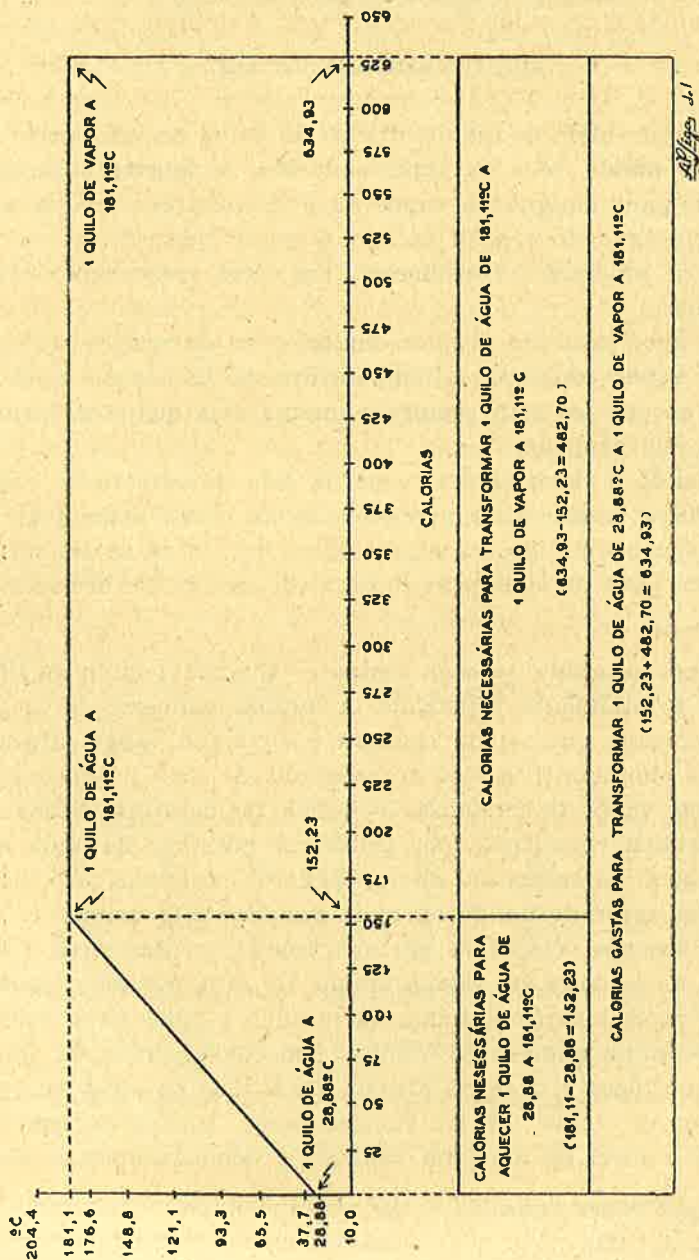 ºC
204,4
181,1
176,6
148,8
121,1
93,3
65,5
37,7
28,88
10,0
1 QUILO DE ÁGUA A
28,88º C
1 QUILO DE ÁGUA A
181,11ºC
152,23
1 QUILO DE VAPOR A
181,11ºC
634,93
25 50 75 100 125 150 175 200 225 250 275 300 325 350 375 400 425 450 475 500 525 550 575 600 625 650
CALORIAS
CALORIAS NESESSÁRIAS PARA
AQUECER 1 QUILO DE ÁGUA DE
28,88 A 181,11ºC
(181,11-28,88=152,23)
CALORIAS NECESSÁRIAS PARA TRANSFORMAR 1 QUILO DE ÁGUA DE 181,11ºC A
1 QUILO DE VAPOR A 181,11º C
(634,93-152,23=482,70)
CALORIAS GASTAS PARA TRANSFORMAR 1 QUILO DE ÁGUA DE 28,88ºC A 1 QUILO DE VAPOR A 181,11ºC
(152,23+482,70=634,93)